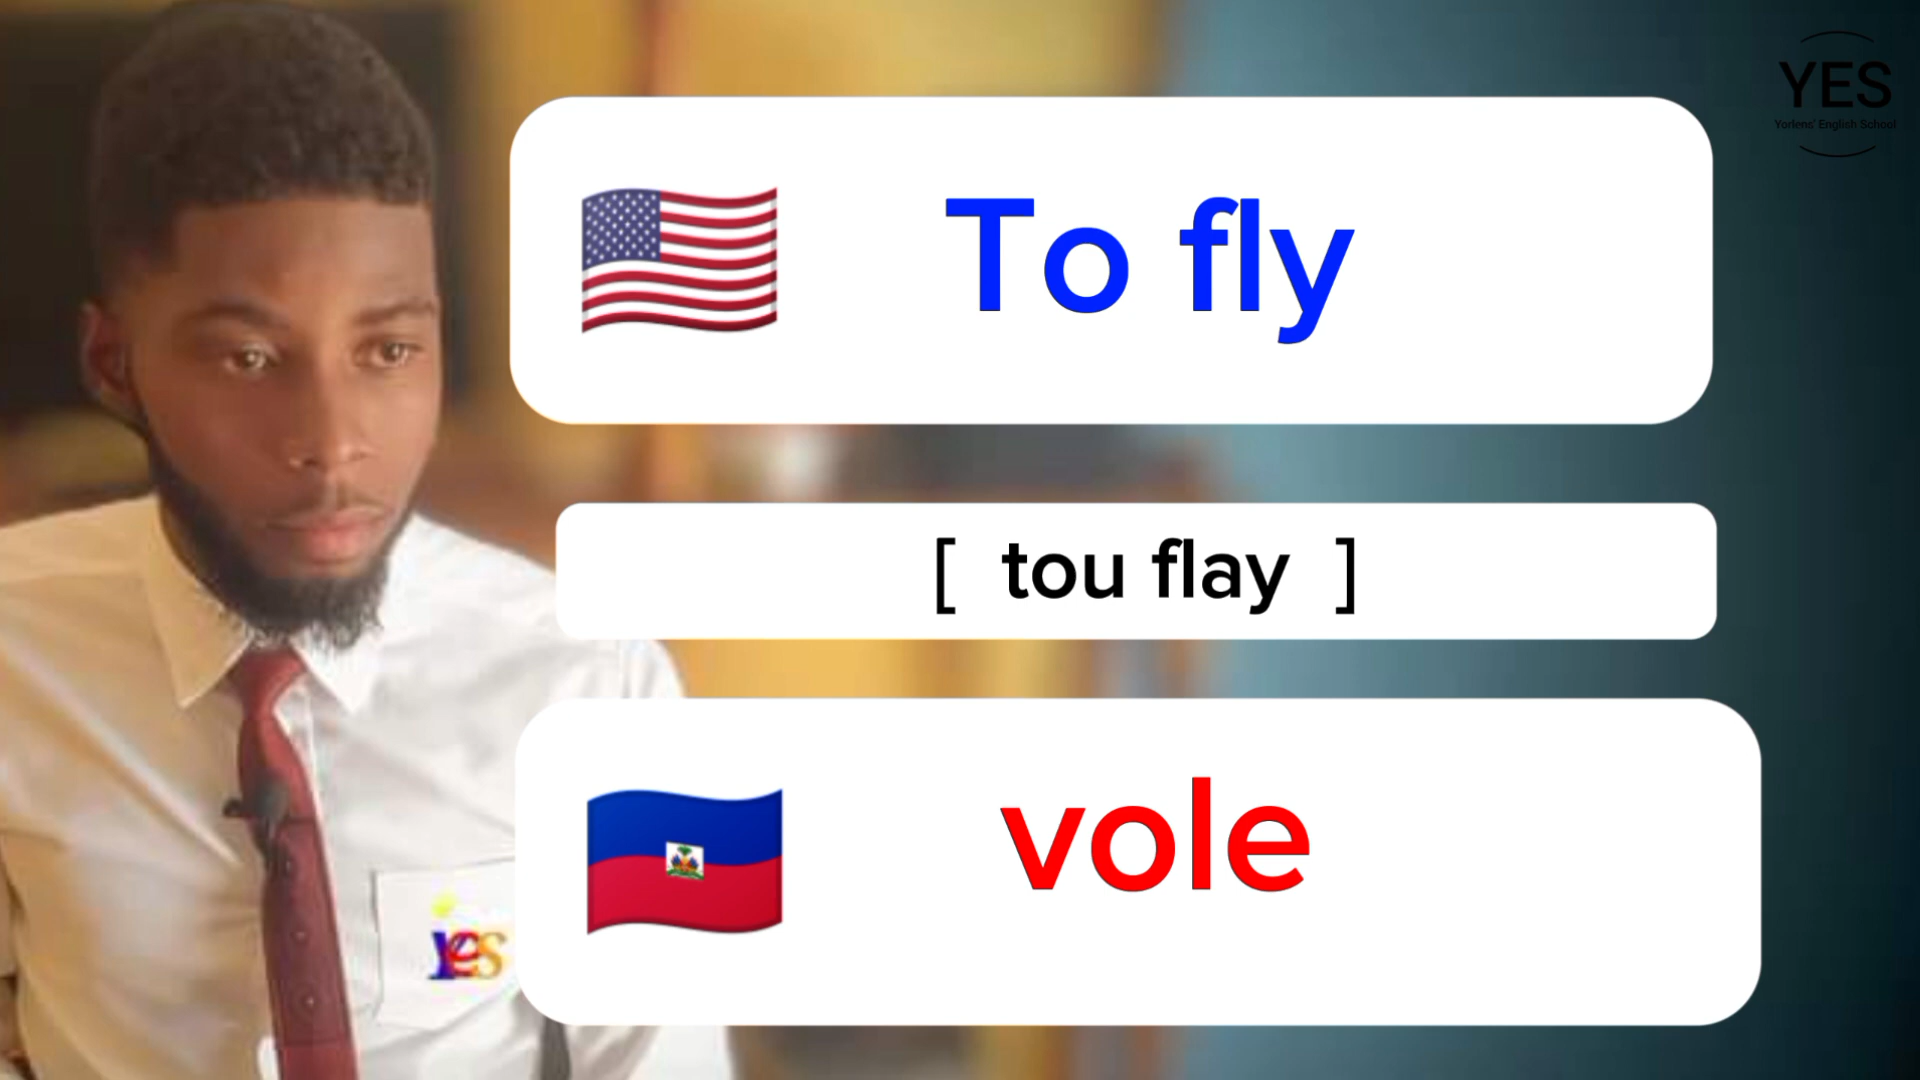 YES
Yorlens' English School
To fly
[ tou flay ]
vole
yes